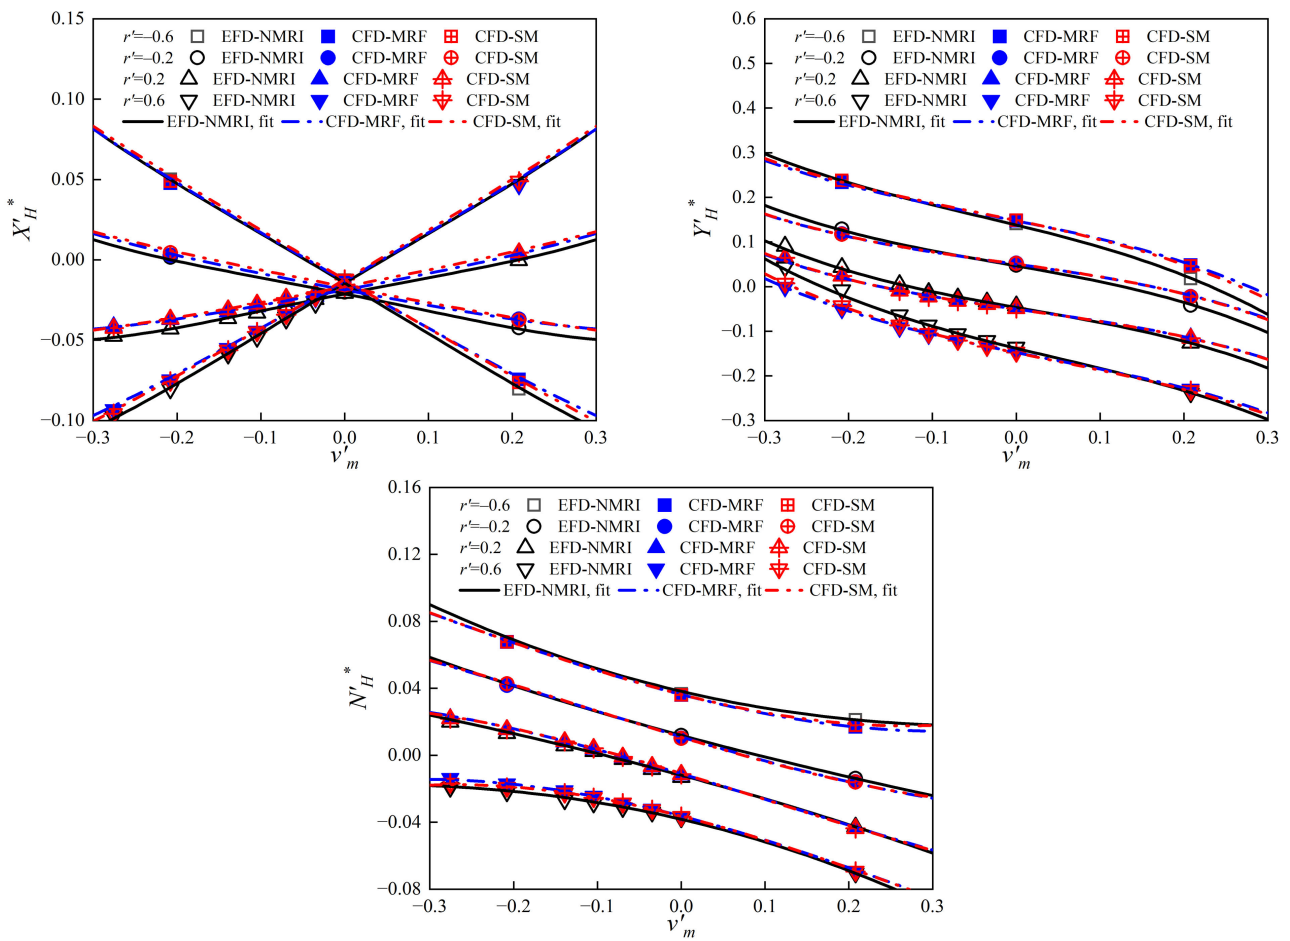 0.15
r'=−0.6 EFD-NMRI CFD-MRF CFD-SM
r'=−0.2 EFD-NMRI CFD-MRF CFD-SM
r'=0.2 EFD-NMRI CFD-MRF CFD-SM
0.10
r'=0.6 EFD-NMRI CFD-MRF CFD-SM
EFD-NMRI, fit CFD-MRF, fit CFD-SM, fit
0.05
X'H*
0.00
−0.05
−0.10
−0.3 −0.2 −0.1 0.0 0.1 0.2 0.3
v'm
0.6
r'=−0.6 EFD-NMRI CFD-MRF CFD-SM
r'=−0.2 EFD-NMRI CFD-MRF CFD-SM
0.5
r'=0.2 EFD-NMRI CFD-MRF CFD-SM
r'=0.6 EFD-NMRI CFD-MRF CFD-SM
0.4
EFD-NMRI, fit CFD-MRF, fit CFD-SM, fit
0.3
0.2
Y'H*
0.1
0.0
−0.1
−0.2
−0.3
−0.3 −0.2 −0.1 0.0 0.1 0.2 0.3
v'm
0.16
r'=−0.6 EFD-NMRI CFD-MRF CFD-SM
r'=−0.2 EFD-NMRI CFD-MRF CFD-SM
r'=0.2 EFD-NMRI CFD-MRF CFD-SM
0.12
r'=0.6 EFD-NMRI CFD-MRF CFD-SM
EFD-NMRI, fit CFD-MRF, fit CFD-SM, fit
0.08
N'H*
0.04
0.00
−0.04
−0.08
−0.3 −0.2 −0.1 0.0 0.1 0.2 0.3
v'm